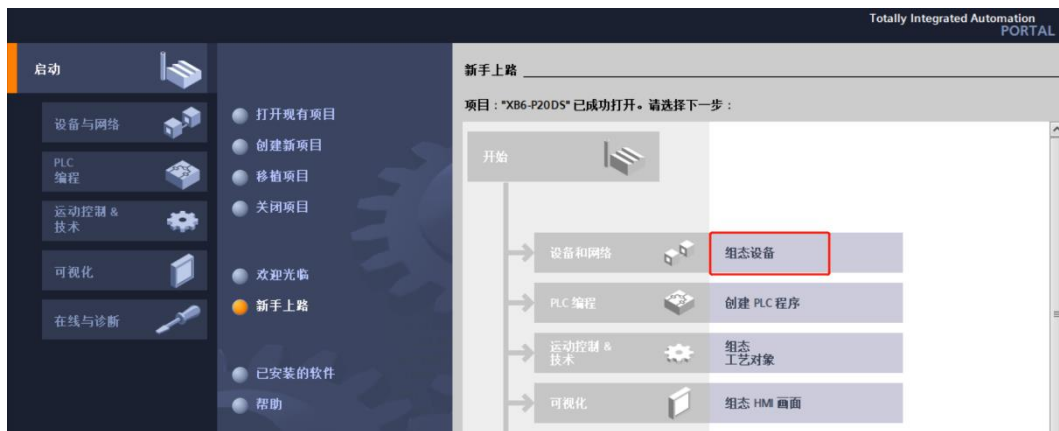 Totally Integrated Automation
PORTAL
启动
设备与网络
PLC
编程
运动控制 &
技术
可视化
在线与诊断
打开现有项目
创建新项目
移植项目
关闭项目
欢迎光临
新手上路
已安装的软件
帮助
新手上路
项目："XB6-P20DS" 已成功打开。请选择下一步：
开始
设备和网络
组态设备
PLC 编程
创建 PLC 程序
运动控制 &
技术
组态
工艺对象
可视化
组态 HMI 画面